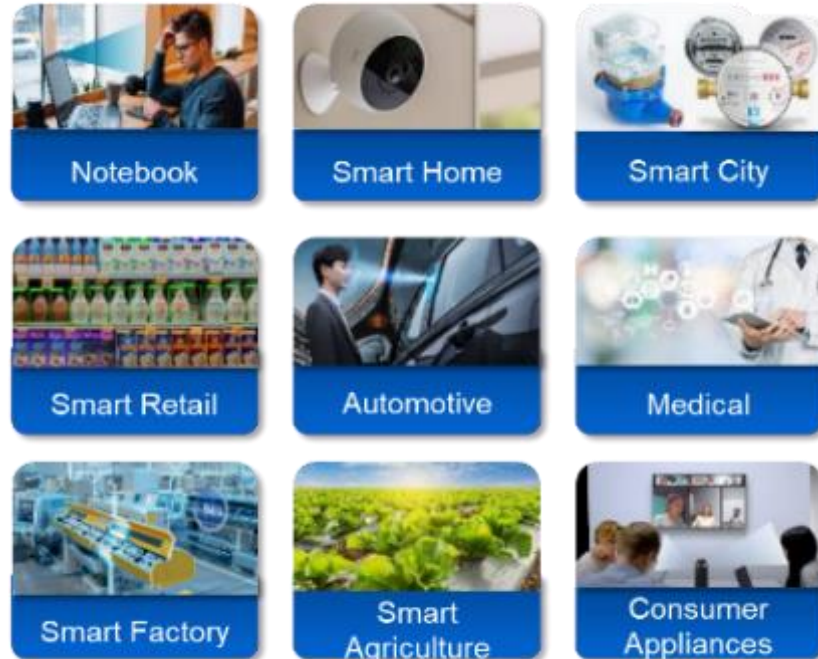 Notebook
Smart Home
Smart City
Smart Retail
Automotive
Medical
Smart Factory
Smart
Agriculture
Consumer
Appliances